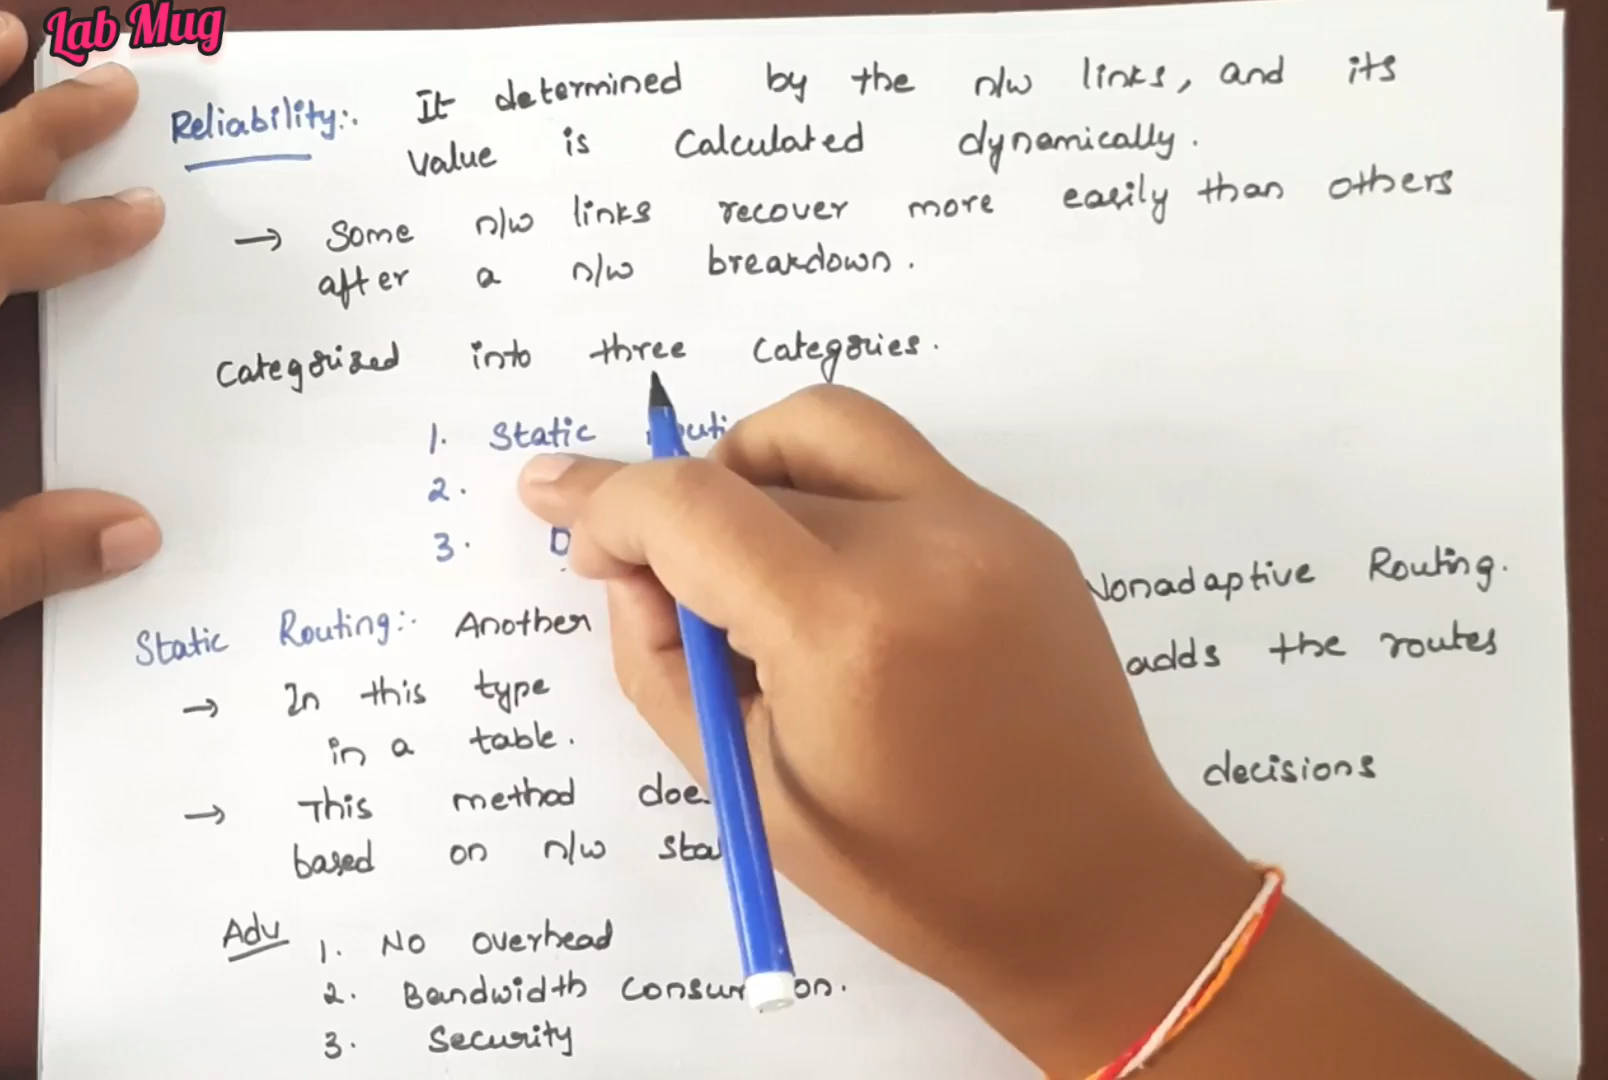 Lab Mug
Reliability:. It determined by the n/w links, and its
value is calculated dynamically.
→ Some n/w links recover more easily than others
after a n/w breakdown.
Categorized into three categories.
1. Static
2.
3.
Static Routing:. Another Nonadaptive Routing.
→ In this type adds the routes
in a table.
→ This method decisions
based on n/w
Adv 1. No overhead
2. Bandwidth
3. Security